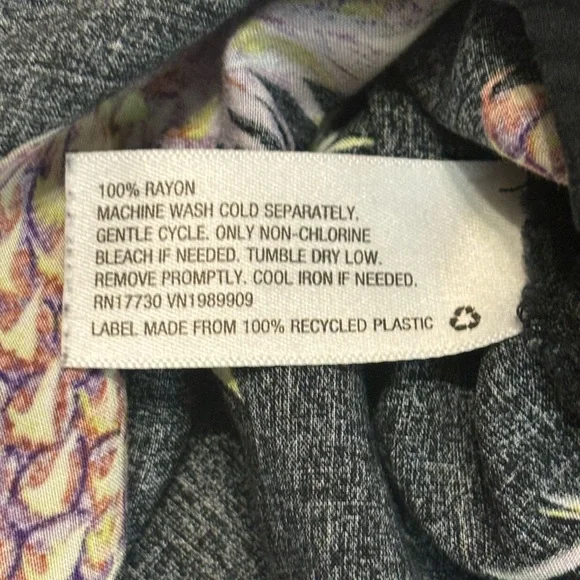 100% RAYON
MACHINE WASH COLD SEPARATELY.
GENTLE CYCLE. ONLY NON-CHLORINE
BLEACH IF NEEDED. TUMBLE DRY LOW.
REMOVE PROMPTLY. COOL IRON IF NEEDED.
RN17730 VN1989909
LABEL MADE FROM 100% RECYCLED PLASTIC